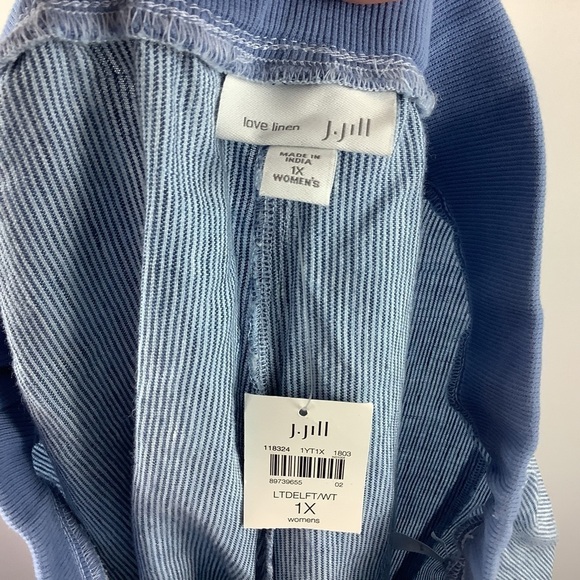 love linen J.Jill
MADE IN
INDIA
1X
WOMEN'S
J.Jill
118324 1YT1X 1803
89739655 02
LTDELFT/WT
1X
womens